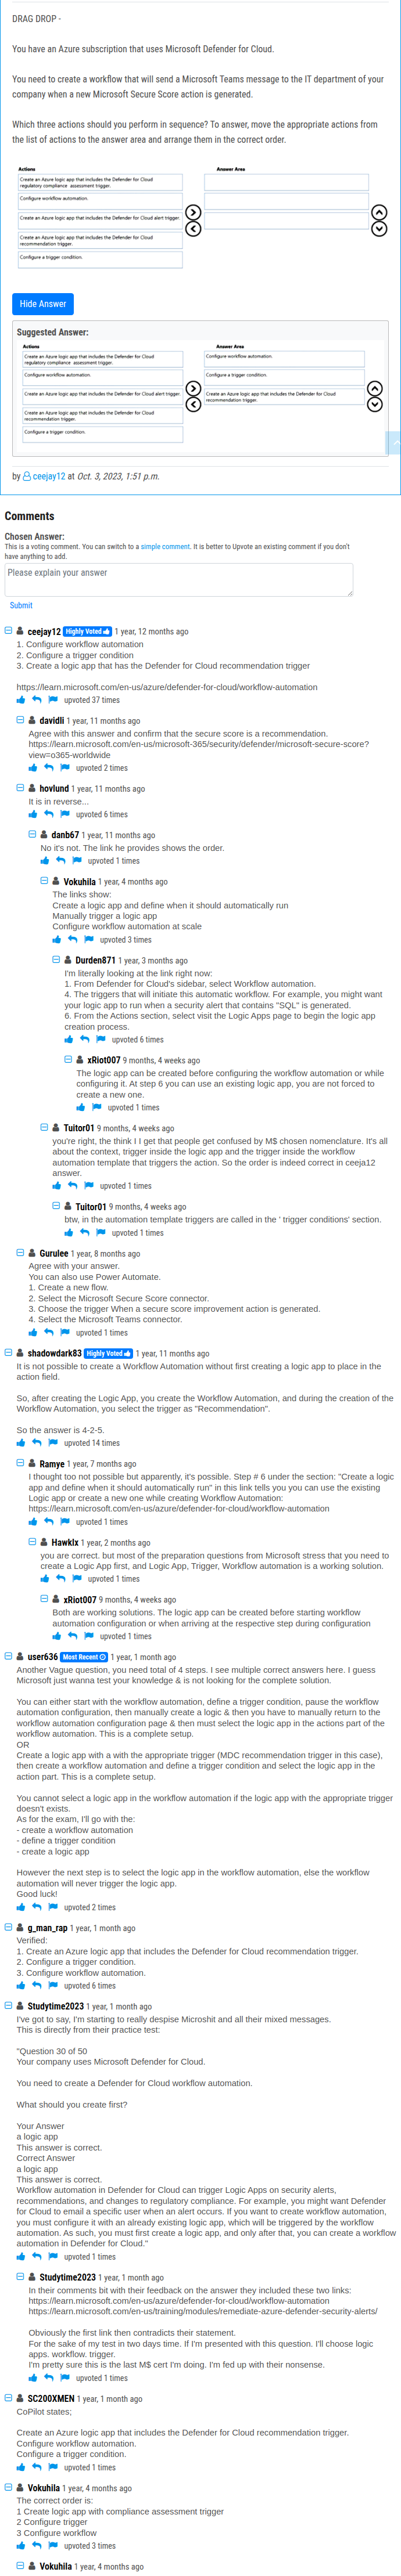 DRAG DROP -
You have an Azure subscription that uses Microsoft Defender for Cloud.
You need to create a workflow that will send a Microsoft Teams message to the IT department of your
company when a new Microsoft Secure Score action is generated.
Which three actions should you perform in sequence? To answer, move the appropriate actions from
the list of actions to the answer area and arrange them in the correct order.
Actions
Answer Area
Create an Azure logic app that includes the Defender for Cloud
regulatory compliance assessment trigger.
Configure workflow automation.
Create an Azure logic app that includes the Defender for Cloud alert trigger.
Create an Azure logic app that includes the Defender for Cloud
recommendation trigger.
Configure a trigger condition.
Hide Answer
Suggested Answer:
Actions
Answer Area
Create an Azure logic app that includes the Defender for Cloud
regulatory compliance assessment trigger.
Configure workflow automation.
Create an Azure logic app that includes the Defender for Cloud alert trigger.
Create an Azure logic app that includes the Defender for Cloud
recommendation trigger.
Configure a trigger condition.
Configure workflow automation.
Configure a trigger condition.
Create an Azure logic app that includes the Defender for Cloud
recommendation trigger.
by ceejay12 at Oct. 3, 2023, 1:51 p.m.
Comments
Chosen Answer:
This is a voting comment. You can switch to a simple comment. It is better to Upvote an existing comment if you don't
have anything to add.
Please explain your answer
Submit
ceejay12 Highly Voted 1 year, 12 months ago
1. Configure workflow automation
2. Configure a trigger condition
3. Create a logic app that has the Defender for Cloud recommendation trigger
https://learn.microsoft.com/en-us/azure/defender-for-cloud/workflow-automation
upvoted 37 times
davidli 1 year, 11 months ago
Agree with this answer and confirm that the secure score is a recommendation.
https://learn.microsoft.com/en-us/microsoft-365/security/defender/microsoft-secure-score?
view=o365-worldwide
upvoted 2 times
hovlund 1 year, 11 months ago
It is in reverse...
upvoted 6 times
danb67 1 year, 11 months ago
No it's not. The link he provides shows the order.
upvoted 1 times
Vokuhila 1 year, 4 months ago
The links show:
Create a logic app and define when it should automatically run
Manually trigger a logic app
Configure workflow automation at scale
upvoted 3 times
Durden871 1 year, 3 months ago
I'm literally looking at the link right now:
1. From Defender for Cloud's sidebar, select Workflow automation.
4. The triggers that will initiate this automatic workflow. For example, you might want
your logic app to run when a security alert that contains "SQL" is generated.
6. From the Actions section, select visit the Logic Apps page to begin the logic app
creation process.
upvoted 6 times
xRiot007 9 months, 4 weeks ago
The logic app can be created before configuring the workflow automation or while
configuring it. At step 6 you can use an existing logic app, you are not forced to
create a new one.
upvoted 1 times
Tuitor01 9 months, 4 weeks ago
you're right, the think I I get that people get confused by M$ chosen nomenclature. It's all
about the context, trigger inside the logic app and the trigger inside the workflow
automation template that triggers the action. So the order is indeed correct in ceeja12
answer.
upvoted 1 times
Tuitor01 9 months, 4 weeks ago
btw, in the automation template triggers are called in the ' trigger conditions' section.
upvoted 1 times
Gurulee 1 year, 8 months ago
Agree with your answer.
You can also use Power Automate.
1. Create a new flow.
2. Select the Microsoft Secure Score connector.
3. Choose the trigger When a secure score improvement action is generated.
4. Select the Microsoft Teams connector.
upvoted 1 times
shadowdark83 Highly Voted 1 year, 11 months ago
It is not possible to create a Workflow Automation without first creating a logic app to place in the
action field.
So, after creating the Logic App, you create the Workflow Automation, and during the creation of the
Workflow Automation, you select the trigger as "Recommendation".
So the answer is 4-2-5.
upvoted 14 times
Ramye 1 year, 7 months ago
I thought too not possible but apparently, it's possible. Step # 6 under the section: "Create a logic
app and define when it should automatically run" in this link tells you you can use the existing
Logic app or create a new one while creating Workflow Automation:
https://learn.microsoft.com/en-us/azure/defender-for-cloud/workflow-automation
upvoted 1 times
Hawklx 1 year, 2 months ago
you are correct. but most of the preparation questions from Microsoft stress that you need to
create a Logic App first, and Logic App, Trigger, Workflow automation is a working solution.
upvoted 1 times
xRiot007 9 months, 4 weeks ago
Both are working solutions. The logic app can be created before starting workflow
automation configuration or when arriving at the respective step during configuration
upvoted 1 times
user636 Most Recent 1 year, 1 month ago
Another Vague question, you need total of 4 steps. I see multiple correct answers here. I guess
Microsoft just wanna test your knowledge & is not looking for the complete solution.
You can either start with the workflow automation, define a trigger condition, pause the workflow
automation configuration, then manually create a logic & then you have to manually return to the
workflow automation configuration page & then must select the logic app in the actions part of the
workflow automation. This is a complete setup.
OR
Create a logic app with a with the appropriate trigger (MDC recommendation trigger in this case),
then create a workflow automation and define a trigger condition and select the logic app in the
action part. This is a complete setup.
You cannot select a logic app in the workflow automation if the logic app with the appropriate trigger
doesn't exists.
As for the exam, I'll go with the:
- create a workflow automation
- define a trigger condition
- create a logic app
However the next step is to select the logic app in the workflow automation, else the workflow
automation will never trigger the logic app.
Good luck!
upvoted 2 times
g_man_rap 1 year, 1 month ago
Verified:
1. Create an Azure logic app that includes the Defender for Cloud recommendation trigger.
2. Configure a trigger condition.
3. Configure workflow automation.
upvoted 6 times
Studytime2023 1 year, 1 month ago
I've got to say, I'm starting to really despise Microshit and all their mixed messages.
This is directly from their practice test:
"Question 30 of 50
Your company uses Microsoft Defender for Cloud.
You need to create a Defender for Cloud workflow automation.
What should you create first?
Your Answer
a logic app
This answer is correct.
Correct Answer
a logic app
This answer is correct.
Workflow automation in Defender for Cloud can trigger Logic Apps on security alerts,
recommendations, and changes to regulatory compliance. For example, you might want Defender
for Cloud to email a specific user when an alert occurs. If you want to create workflow automation,
you must configure it with an already existing logic app, which will be triggered by the workflow
automation. As such, you must first create a logic app, and only after that, you can create a workflow
automation in Defender for Cloud."
upvoted 1 times
Studytime2023 1 year, 1 month ago
In their comments bit with their feedback on the answer they included these two links:
https://learn.microsoft.com/en-us/azure/defender-for-cloud/workflow-automation
https://learn.microsoft.com/en-us/training/modules/remediate-azure-defender-security-alerts/
Obviously the first link then contradicts their statement.
For the sake of my test in two days time. If I'm presented with this question. I'll choose logic
apps. workflow. trigger.
I'm pretty sure this is the last M$ cert I'm doing. I'm fed up with their nonsense.
upvoted 1 times
SC200XMEN 1 year, 1 month ago
CoPilot states;
Create an Azure logic app that includes the Defender for Cloud recommendation trigger.
Configure workflow automation.
Configure a trigger condition.
upvoted 1 times
Vokuhila 1 year, 4 months ago
The correct order is:
1 Create logic app with compliance assessment trigger
2 Configure trigger
3 Configure workflow
upvoted 3 times
Vokuhila 1 year, 4 months ago